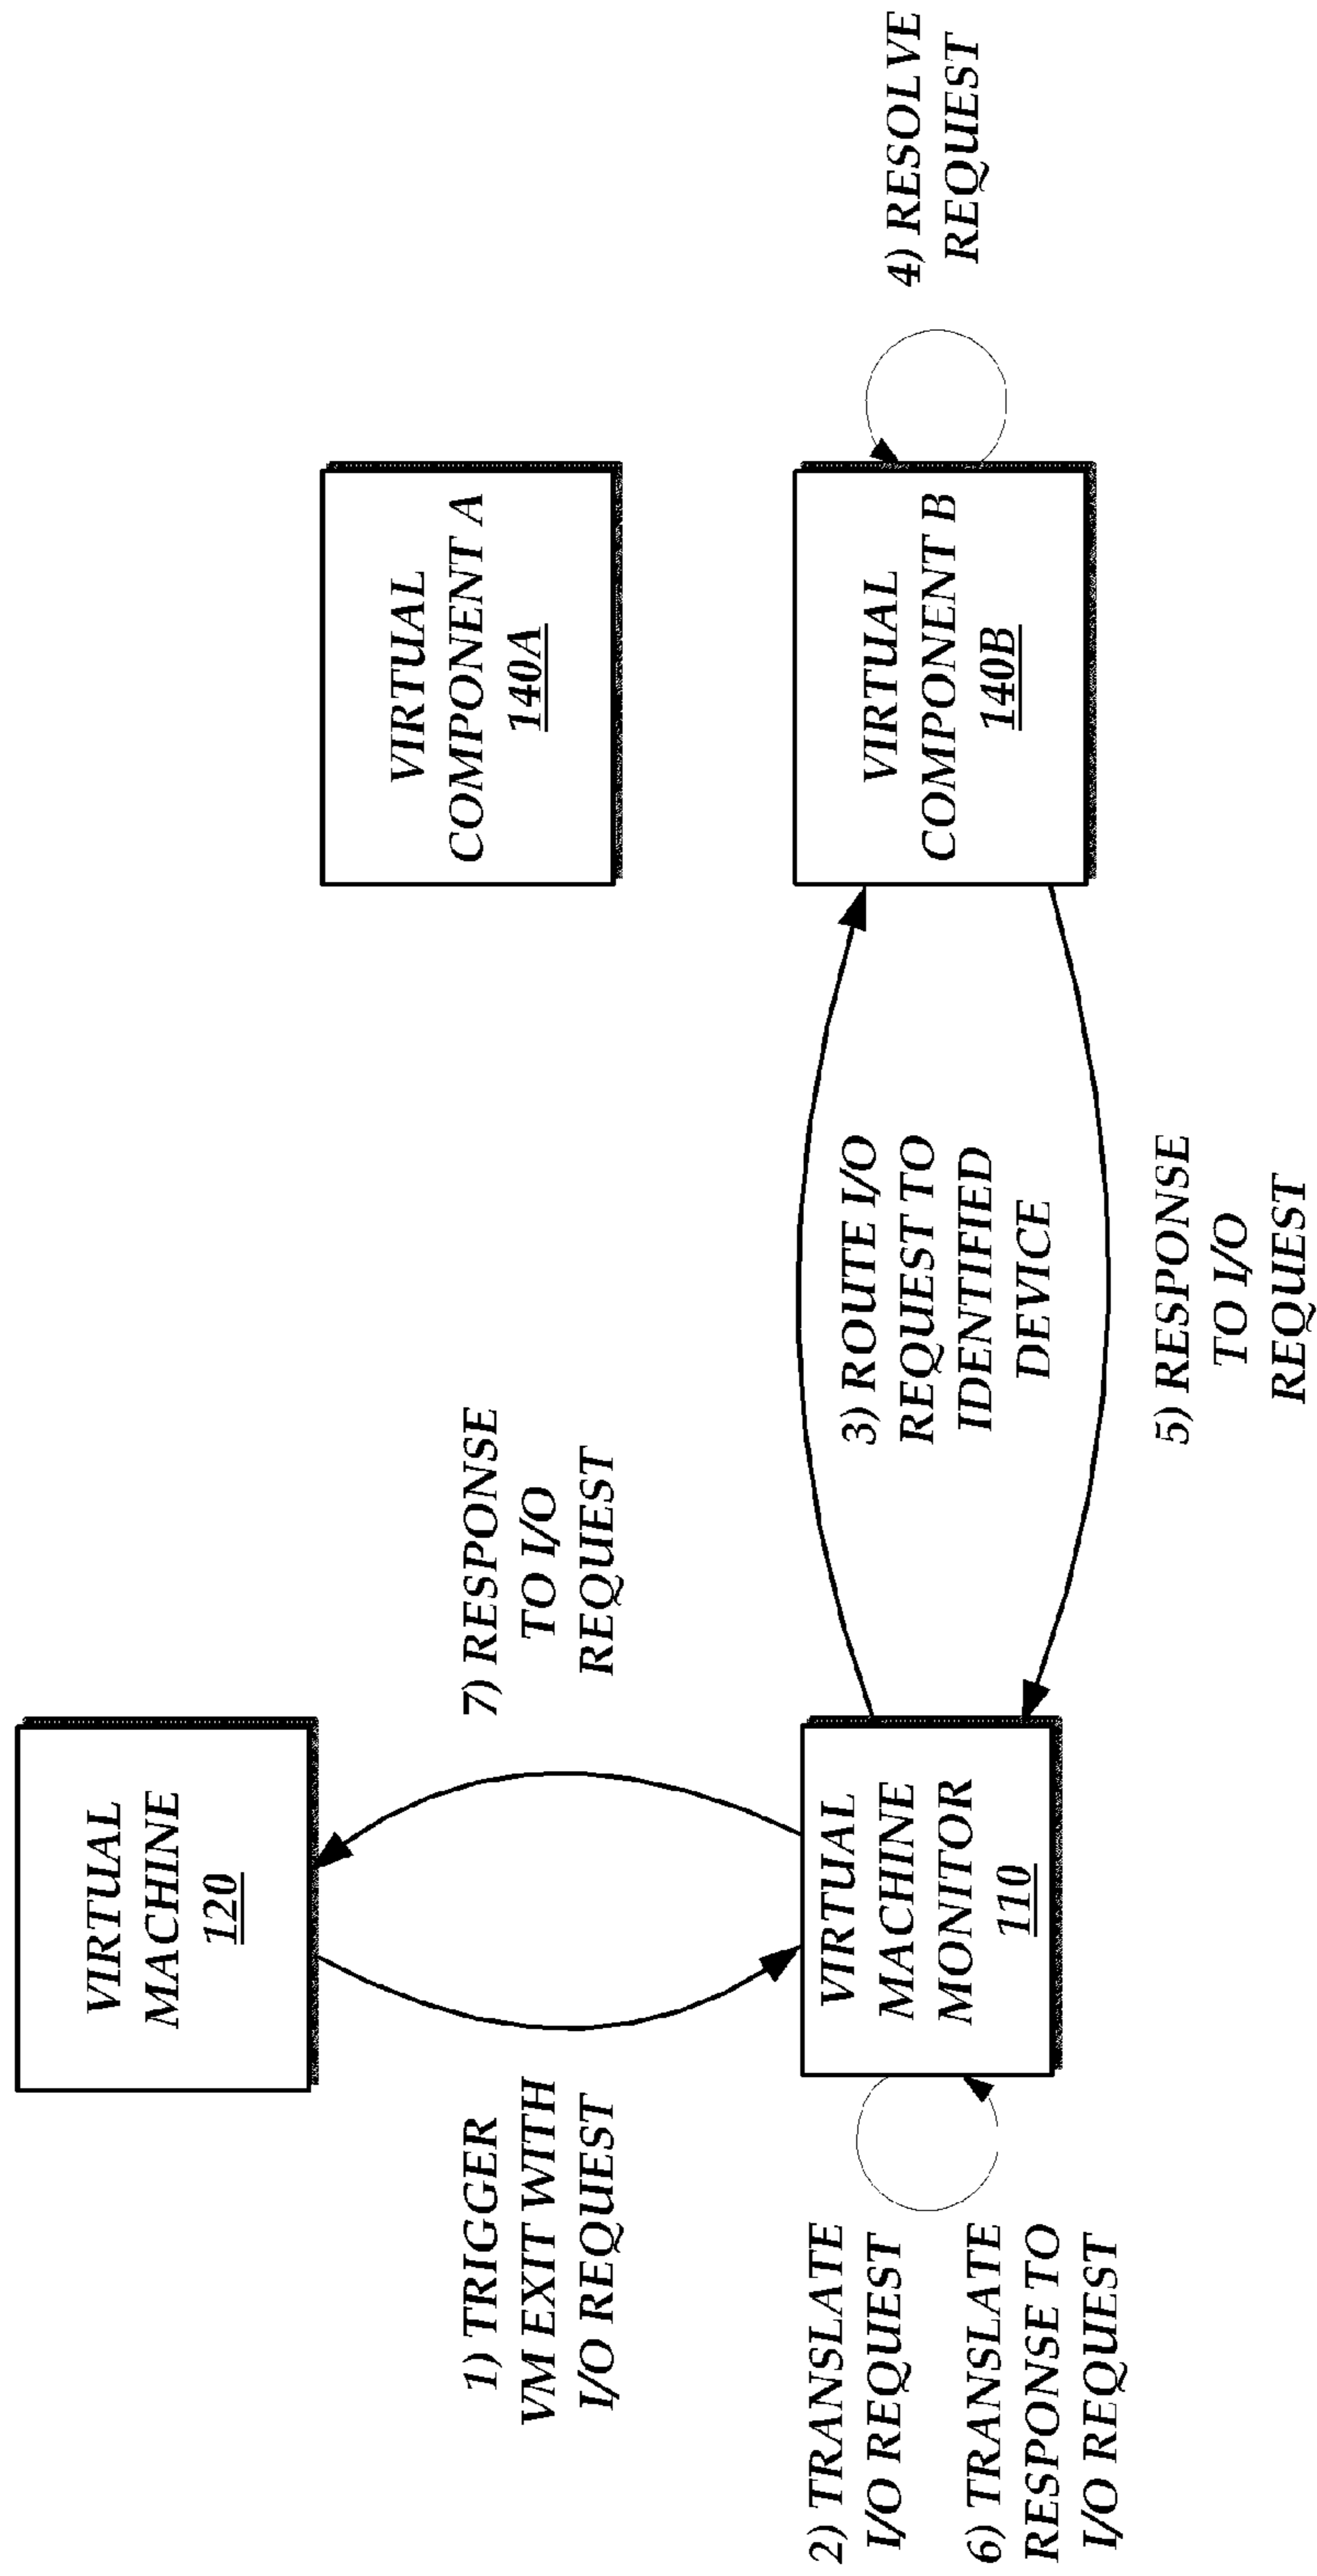 VIRTUAL
MACHINE
120
1) TRIGGER
VM EXIT WITH
I/O REQUEST
7) RESPONSE
TO I/O
REQUEST
VIRTUAL
COMPONENT A
140A
2) TRANSLATE
I/O REQUEST
6) TRANSLATE
RESPONSE TO
I/O REQUEST
VIRTUAL
MACHINE
MONITOR
110
3) ROUTE I/O
REQUEST TO
IDENTIFIED
DEVICE
5) RESPONSE
TO I/O
REQUEST
VIRTUAL
COMPONENT B
140B
4) RESOLVE
REQUEST